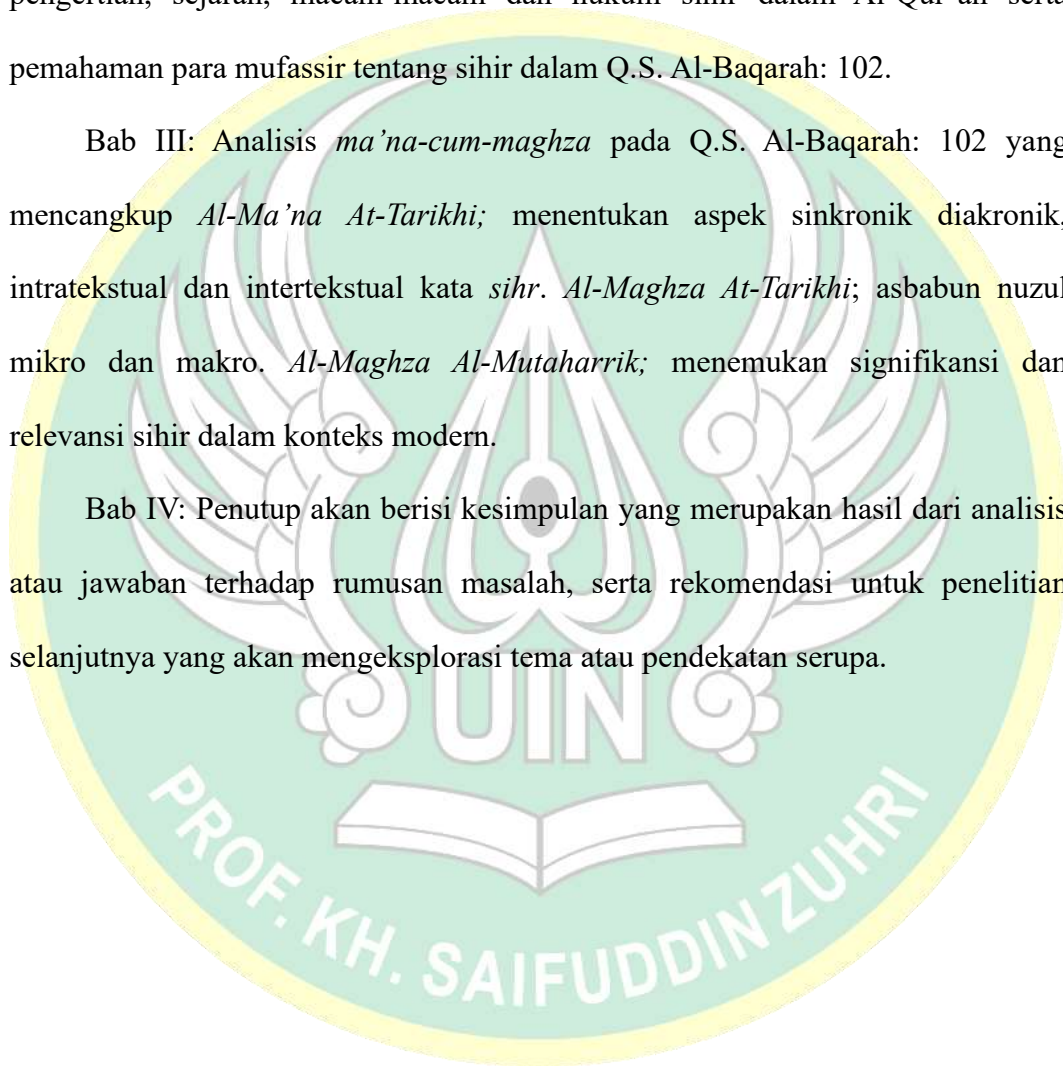 pengertian, sejarah, macam-macam dan hukum sihir dalam Al-Qur'an serta
pemahaman para mufassir tentang sihir dalam Q.S. Al-Baqarah: 102.
Bab III: Analisis ma'na-cum-maghza pada Q.S. Al-Baqarah: 102 yang
mencangkup Al-Ma'na At-Tarikhi; menentukan aspek sinkronik diakronik,
intratekstual dan intertekstual kata sihr. Al-Maghza At-Tarikhi; asbabun nuzul
mikro dan makro. Al-Maghza Al-Mutaharrik; menemukan signifikansi dan
relevansi sihir dalam konteks modern.
Bab IV: Penutup akan berisi kesimpulan yang merupakan hasil dari analisis
atau jawaban terhadap rumusan masalah, serta rekomendasi untuk penelitian
selanjutnya yang akan mengeksplorasi tema atau pendekatan serupa.
UIN
PROF. KH. SAIFUDDIN ZUHRI